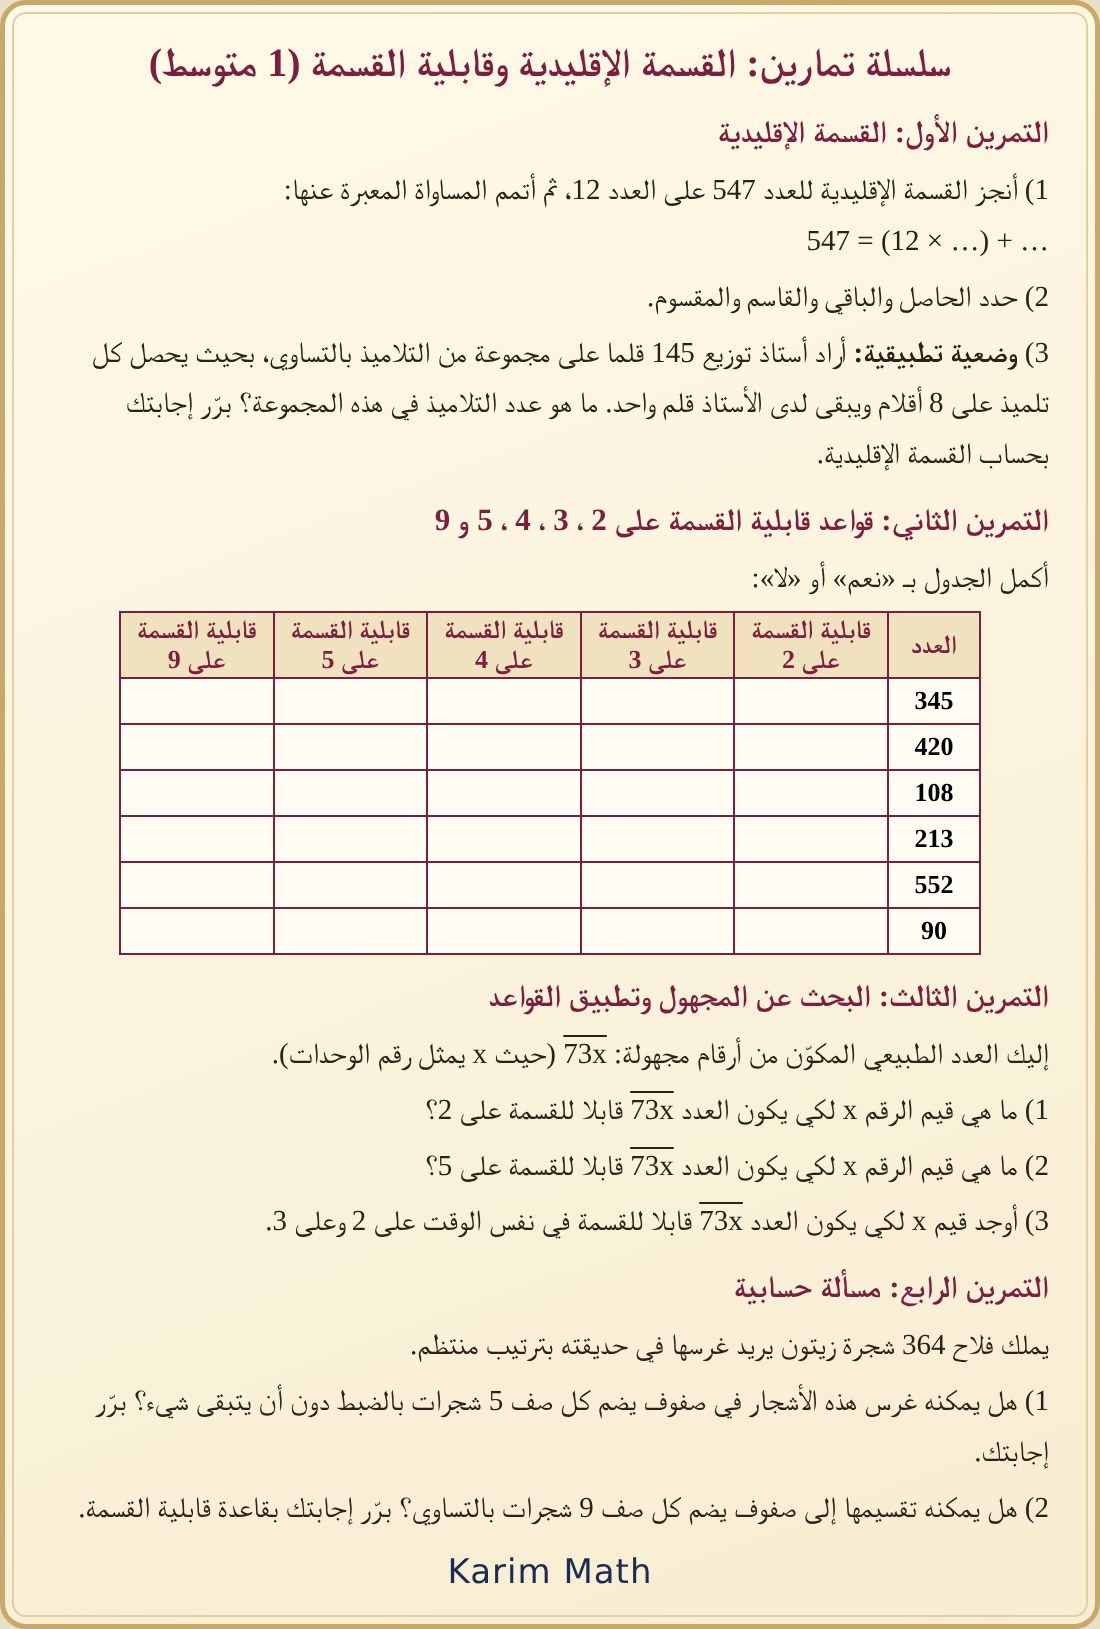 سلسلة تمارين: القسمة الإقليدية وقابلية القسمة (1 متوسط)
التمرين الأول: القسمة الإقليدية
1) أنجز القسمة الإقليدية للعدد 547 على العدد 12، ثم أتمم المساواة المعبرة عنها:
547 = (12 × …) + …
2) حدد الحاصل والباقي والقاسم والمقسوم.
3) وضعية تطبيقية: أراد أستاذ توزيع 145 قلما على مجموعة من التلاميذ بالتساوي، بحيث يحصل كل
تلميذ على 8 أقلام ويبقى لدى الأستاذ قلم واحد. ما هو عدد التلاميذ في هذه المجموعة؟ برّر إجابتك
بحساب القسمة الإقليدية.
التمرين الثاني: قواعد قابلية القسمة على 2 ، 3 ، 4 ، 5 و 9
أكمل الجدول بـ «نعم» أو «لا»:
العدد قابلية القسمة على 2 قابلية القسمة على 3 قابلية القسمة على 4 قابلية القسمة على 5 قابلية القسمة على 9
345
420
108
213
552
90
التمرين الثالث: البحث عن المجهول وتطبيق القواعد
إليك العدد الطبيعي المكوّن من أرقام مجهولة: 7̅3̅x̅ (حيث x يمثل رقم الوحدات).
1) ما هي قيم الرقم x لكي يكون العدد 7̅3̅x̅ قابلا للقسمة على 2؟
2) ما هي قيم الرقم x لكي يكون العدد 7̅3̅x̅ قابلا للقسمة على 5؟
3) أوجد قيم x لكي يكون العدد 7̅3̅x̅ قابلا للقسمة في نفس الوقت على 2 وعلى 3.
التمرين الرابع: مسألة حسابية
يملك فلاح 364 شجرة زيتون يريد غرسها في حديقته بترتيب منتظم.
1) هل يمكنه غرس هذه الأشجار في صفوف يضم كل صف 5 شجرات بالضبط دون أن يتبقى شيء؟ برّر
إجابتك.
2) هل يمكنه تقسيمها إلى صفوف يضم كل صف 9 شجرات بالتساوي؟ برّر إجابتك بقاعدة قابلية القسمة.
Karim Math